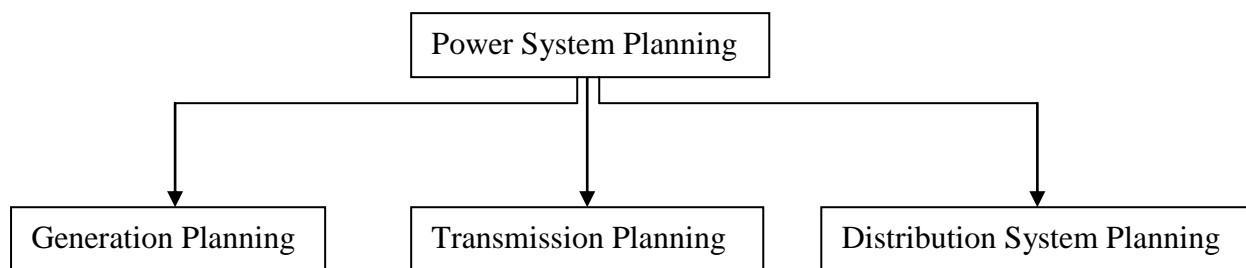 Power System Planning
Generation Planning
Transmission Planning
Distribution System Planning